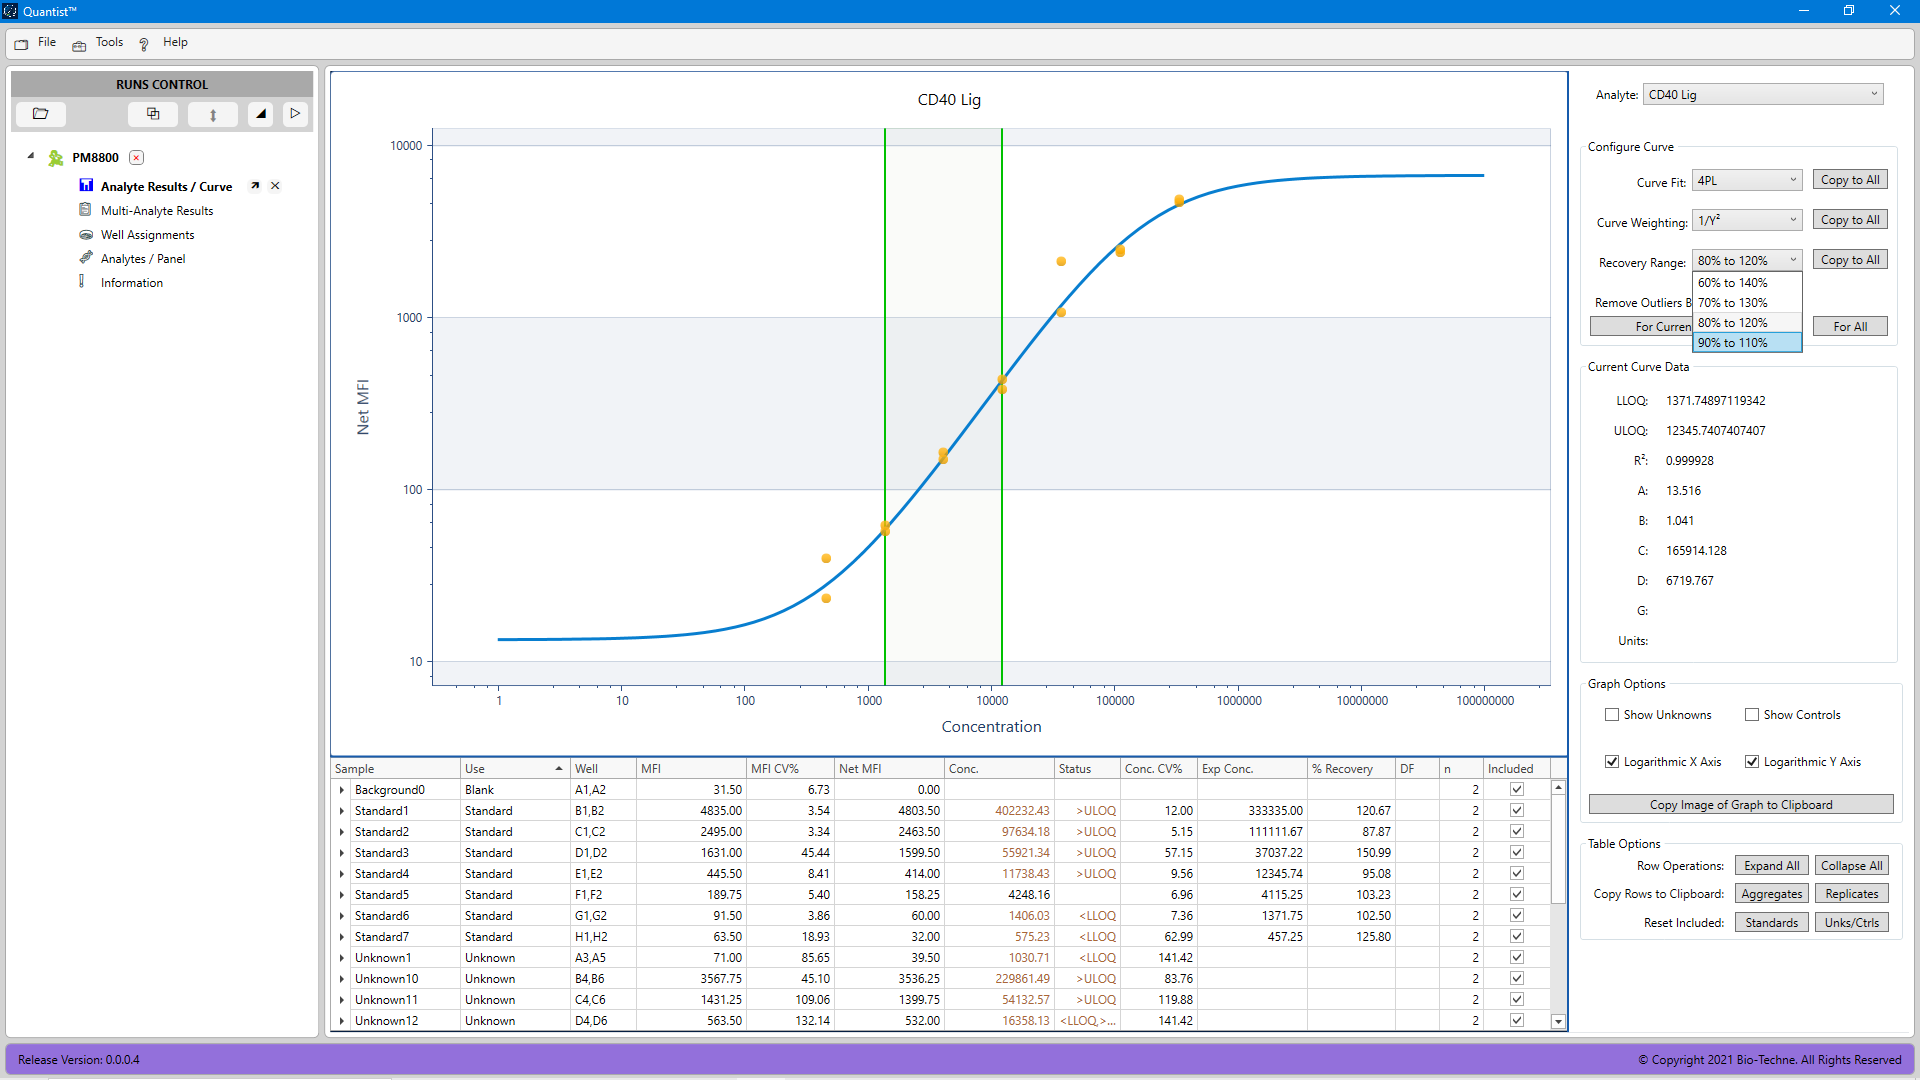 Quantist™
File Tools Help
RUNS CONTROL
PM8800
Analyte Results / Curve
Multi-Analyte Results
Well Assignments
Analytes / Panel
Information
CD40 Lig
Net MFI
10000
1000
100
10
1 10 100 1000 10000 100000 1000000 10000000 100000000
Concentration
Sample Use Well MFI MFI CV% Net MFI Conc. Status Conc. CV% Exp Conc. % Recovery DF n Included
Background0 Blank A1,A2 31.50 6.73 0.00 2
Standard1 Standard B1,B2 4835.00 3.54 4803.50 402232.43 >ULOQ 12.00 333335.00 120.67 2
Standard2 Standard C1,C2 2495.00 3.34 2463.50 97634.18 >ULOQ 5.15 111111.67 87.87 2
Standard3 Standard D1,D2 1631.00 45.44 1599.50 55921.34 >ULOQ 57.15 37037.22 150.99 2
Standard4 Standard E1,E2 445.50 8.41 414.00 11738.43 >ULOQ 9.56 12345.74 95.08 2
Standard5 Standard F1,F2 189.75 5.40 158.25 4248.16 6.96 4115.25 103.23 2
Standard6 Standard G1,G2 91.50 3.86 60.00 1406.03 <LLOQ 7.36 1371.75 102.50 2
Standard7 Standard H1,H2 63.50 18.93 32.00 575.23 <LLOQ 62.99 457.25 125.80 2
Unknown1 Unknown A3,A5 71.00 85.65 39.50 1030.71 <LLOQ 141.42 2
Unknown10 Unknown B4,B6 3567.75 45.10 3536.25 229861.49 >ULOQ 83.76 2
Unknown11 Unknown C4,C6 1431.25 109.06 1399.75 54132.57 >ULOQ 119.88 2
Unknown12 Unknown D4,D6 563.50 132.14 532.00 16358.13 <LLOQ,>... 141.42 2
Analyte: CD40 Lig
Configure Curve
Curve Fit: 4PL Copy to All
Curve Weighting: 1/Y² Copy to All
Recovery Range: 80% to 120% Copy to All
60% to 140%
Remove Outliers B 70% to 130%
80% to 120%
For Curren For All
90% to 110%
Current Curve Data
LLOQ: 1371.74897119342
ULOQ: 12345.7407407407
R²: 0.999928
A: 13.516
B: 1.041
C: 165914.128
D: 6719.767
G:
Units:
Graph Options
Show Unknowns Show Controls
Logarithmic X Axis Logarithmic Y Axis
Copy Image of Graph to Clipboard
Table Options
Row Operations: Expand All Collapse All
Copy Rows to Clipboard: Aggregates Replicates
Reset Included: Standards Unks/Ctrls
Release Version: 0.0.0.4
© Copyright 2021 Bio-Techne. All Rights Reserved